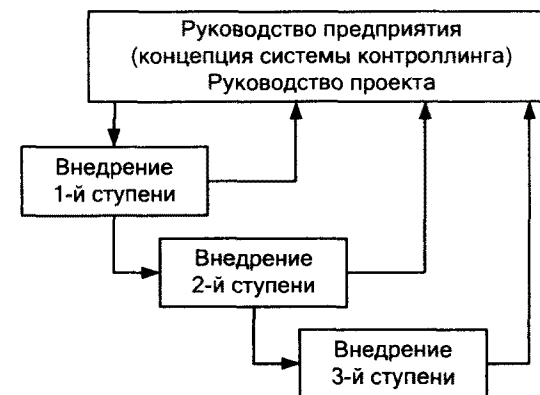 Руководство предприятия
(концепция системы контроллинга)
Руководство проекта
Внедрение
1-й ступени
Внедрение
2-й ступени
Внедрение
3-й ступени